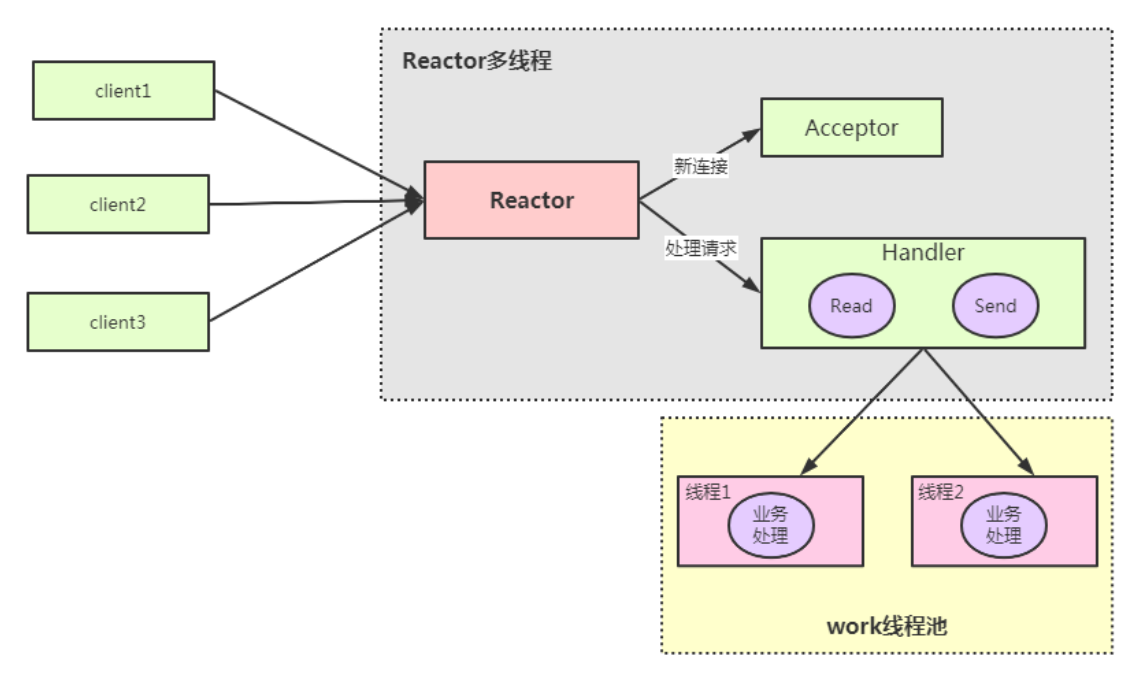 Reactor多线程
client1
client2
client3
Reactor
新连接
处理请求
Acceptor
Handler
Read
Send
线程1
业务
处理
线程2
业务
处理
work线程池